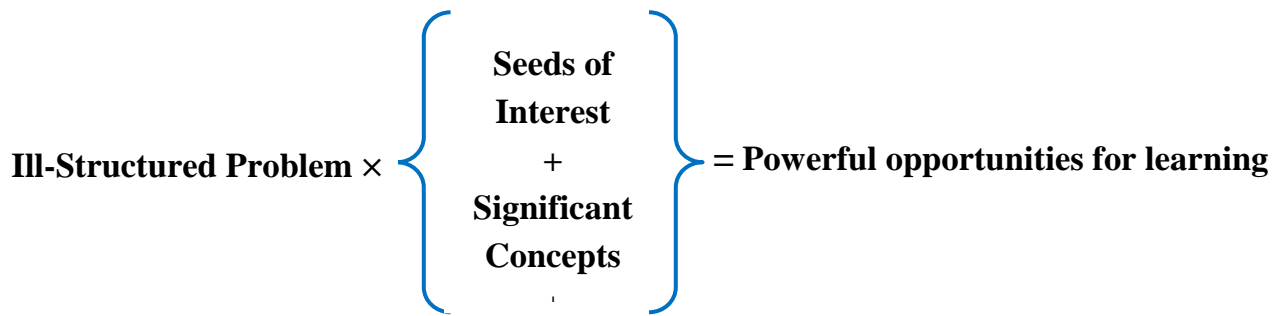 Seeds of
Interest
+
Ill-Structured Problem × = Powerful opportunities for learning
Significant
Concepts